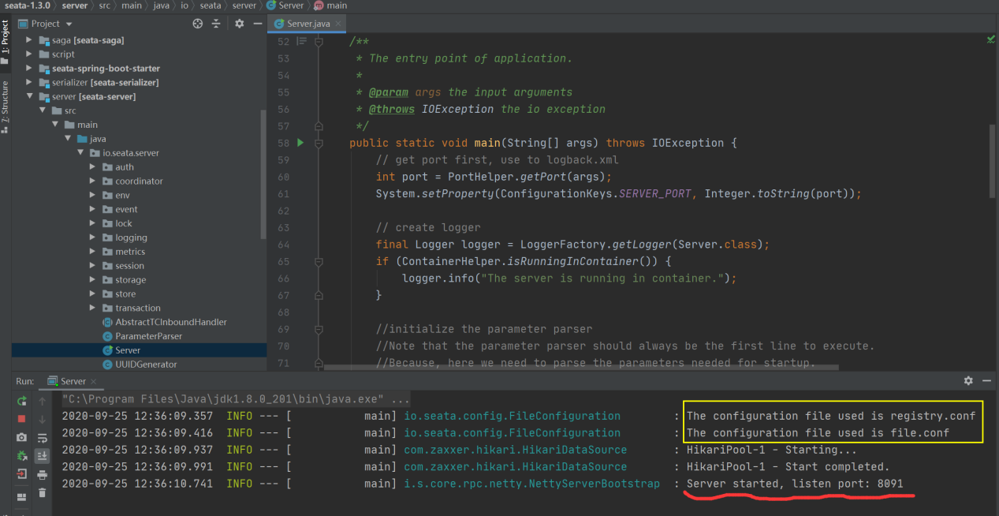 seata-1.3.0 server src main java io seata server Server main
1: Project
7: Structure
Project
Server.java
saga [seata-saga]
script
seata-spring-boot-starter
serializer [seata-serializer]
server [seata-server]
src
main
java
io.seata.server
auth
coordinator
env
event
lock
logging
metrics
session
storage
store
transaction
AbstractTCInboundHandler
ParameterParser
Server
UUIDGenerator
52 /**
53 * The entry point of application.
54 *
55 * @param args the input arguments
56 * @throws IOException the io exception
57 */
58 public static void main(String[] args) throws IOException {
59 // get port first, use to logback.xml
60 int port = PortHelper.getPort(args);
61 System.setProperty(ConfigurationKeys.SERVER_PORT, Integer.toString(port));
62
63 // create logger
64 final Logger logger = LoggerFactory.getLogger(Server.class);
65 if (ContainerHelper.isRunningInContainer()) {
66 logger.info("The server is running in container.");
67 }
68
69 //initialize the parameter parser
70 //Note that the parameter parser should always be the first line to execute.
71 //Because, here we need to parse the parameters needed for startup.
Run: Server
"C:\Program Files\Java\jdk1.8.0_201\bin\java.exe" ...
2020-09-25 12:36:09.357 INFO --- [ main] io.seata.config.FileConfiguration : The configuration file used is registry.conf
2020-09-25 12:36:09.416 INFO --- [ main] io.seata.config.FileConfiguration : The configuration file used is file.conf
2020-09-25 12:36:09.937 INFO --- [ main] com.zaxxer.hikari.HikariDataSource : HikariPool-1 - Starting...
2020-09-25 12:36:09.991 INFO --- [ main] com.zaxxer.hikari.HikariDataSource : HikariPool-1 - Start completed.
2020-09-25 12:36:10.741 INFO --- [ main] i.s.core.rpc.netty.NettyServerBootstrap : Server started, listen port: 8091